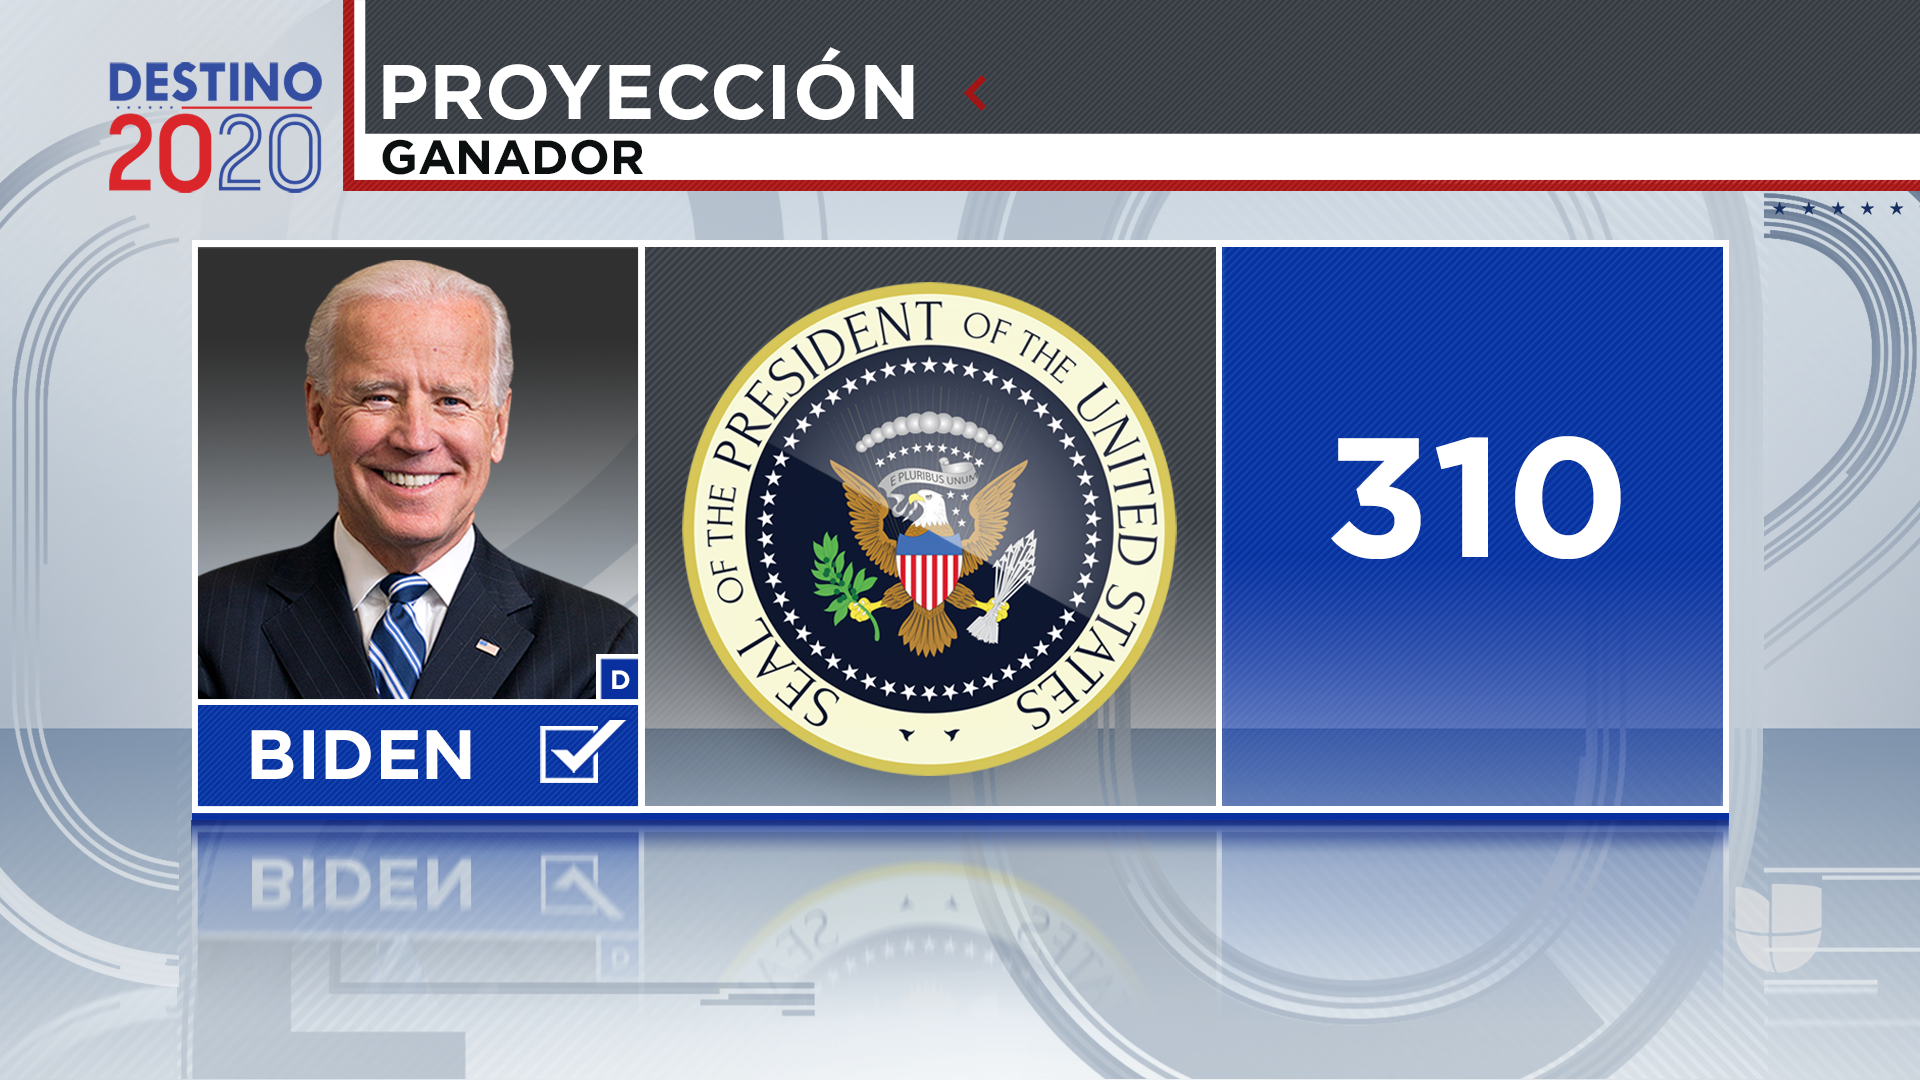 DESTINO
2020
PROYECCIÓN
GANADOR
SEAL OF THE PRESIDENT OF THE UNITED STATES
E PLURIBUS UNUM
310
D
BIDEN